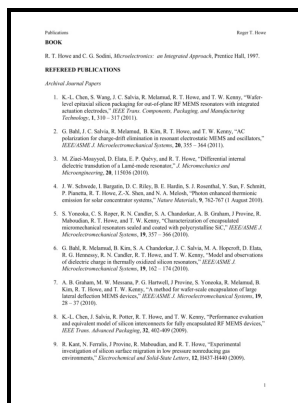 Publications Roger T. Howe
BOOK
R. T. Howe and C. G. Sodini, Microelectronics: an Integrated Approach, Prentice Hall, 1997.
REFEREED PUBLICATIONS
Archival Journal Papers
1. K.-L. Chen, S. Wang, J. C. Salvia, R. Melamud, R. T. Howe, and T. W. Kenny, "Wafer-
level epitaxial silicon packaging for out-of-plane RF MEMS resonators with integrated
actuation electrodes," IEEE Trans. Components, Packaging, and Manufacturing
Technology, 1, 310 – 317 (2011).
2. G. Bahl, J. C. Salvia, R. Melamud, B. Kim, R. T. Howe, and T. W. Kenny, "AC
polarization for charge-drift elimination in resonant electrostatic MEMS and oscillators,"
IEEE/ASME J. Microelectromechanical Systems, 20, 355 – 364 (2011).
3. M. Ziaei-Moayyed, D. Elata, E. P. Quévy, and R. T. Howe, "Differential internal
dielectric transduction of a Lamé-mode resonator," J. Micromechanics and
Microengineering, 20, 115036 (2010).
4. J. W. Schwede, I. Bargatin, D. C. Riley, B. E. Hardin, S. J. Rosenthal, Y. Sun, F. Schmitt,
P. Pianetta, R. T. Howe, Z.-X. Shen, and N. A. Melosh, "Photon enhanced thermionic
emission for solar concentrator systems," Nature Materials, 9, 762-767 (1 August 2010).
5. S. Yoneoka, C. S. Roper, R. N. Candler, S. A. Chandorkar, A. B. Graham, J. Provine, R.
Maboudian, R. T. Howe, and T. W. Kenny, "Characterization of encapsulated
micromechanical resonators sealed and coated with polycrystalline SiC," IEEE/ASME J.
Microelectromechanical Systems, 19, 357 – 366 (2010).
6. G. Bahl, R. Melamud, B. Kim, S. A. Chandorkar, J. C. Salvia, M. A. Hopcroft, D. Elata,
R. G. Hennessy, R. N. Candler, R. T. Howe, and T. W. Kenny, "Model and observations
of dielectric charge in thermally oxidized silicon resonators," IEEE/ASME J.
Microelectromechanical Systems, 19, 162 – 174 (2010).
7. A. B. Graham, M. W. Messana, P. G. Hartwell, J. Provine, S. Yoneoka, R. Melamud, B.
Kim, R. T. Howe, and T. W. Kenny, "A method for wafer-scale encapsulation of large
lateral deflection MEMS devices," IEEE/ASME J. Microelectromechanical Systems, 19,
28 – 37 (2010).
8. K.-L. Chen, J. Salvia, R. Potter, R. T. Howe, and T. W. Kenny, "Performance evaluation
and equivalent model of silicon interconnects for fully encapsulated RF MEMS devices,"
IEEE Trans. Advanced Packaging, 32, 402-409 (2009).
9. R. Kant, N. Ferralis, J. Provine, R. Maboudian, and R. T. Howe, "Experimental
investigation of silicon surface migration in low pressure nonreducing gas
environments," Electrochemical and Solid-State Letters, 12, H437-H440 (2009).
1